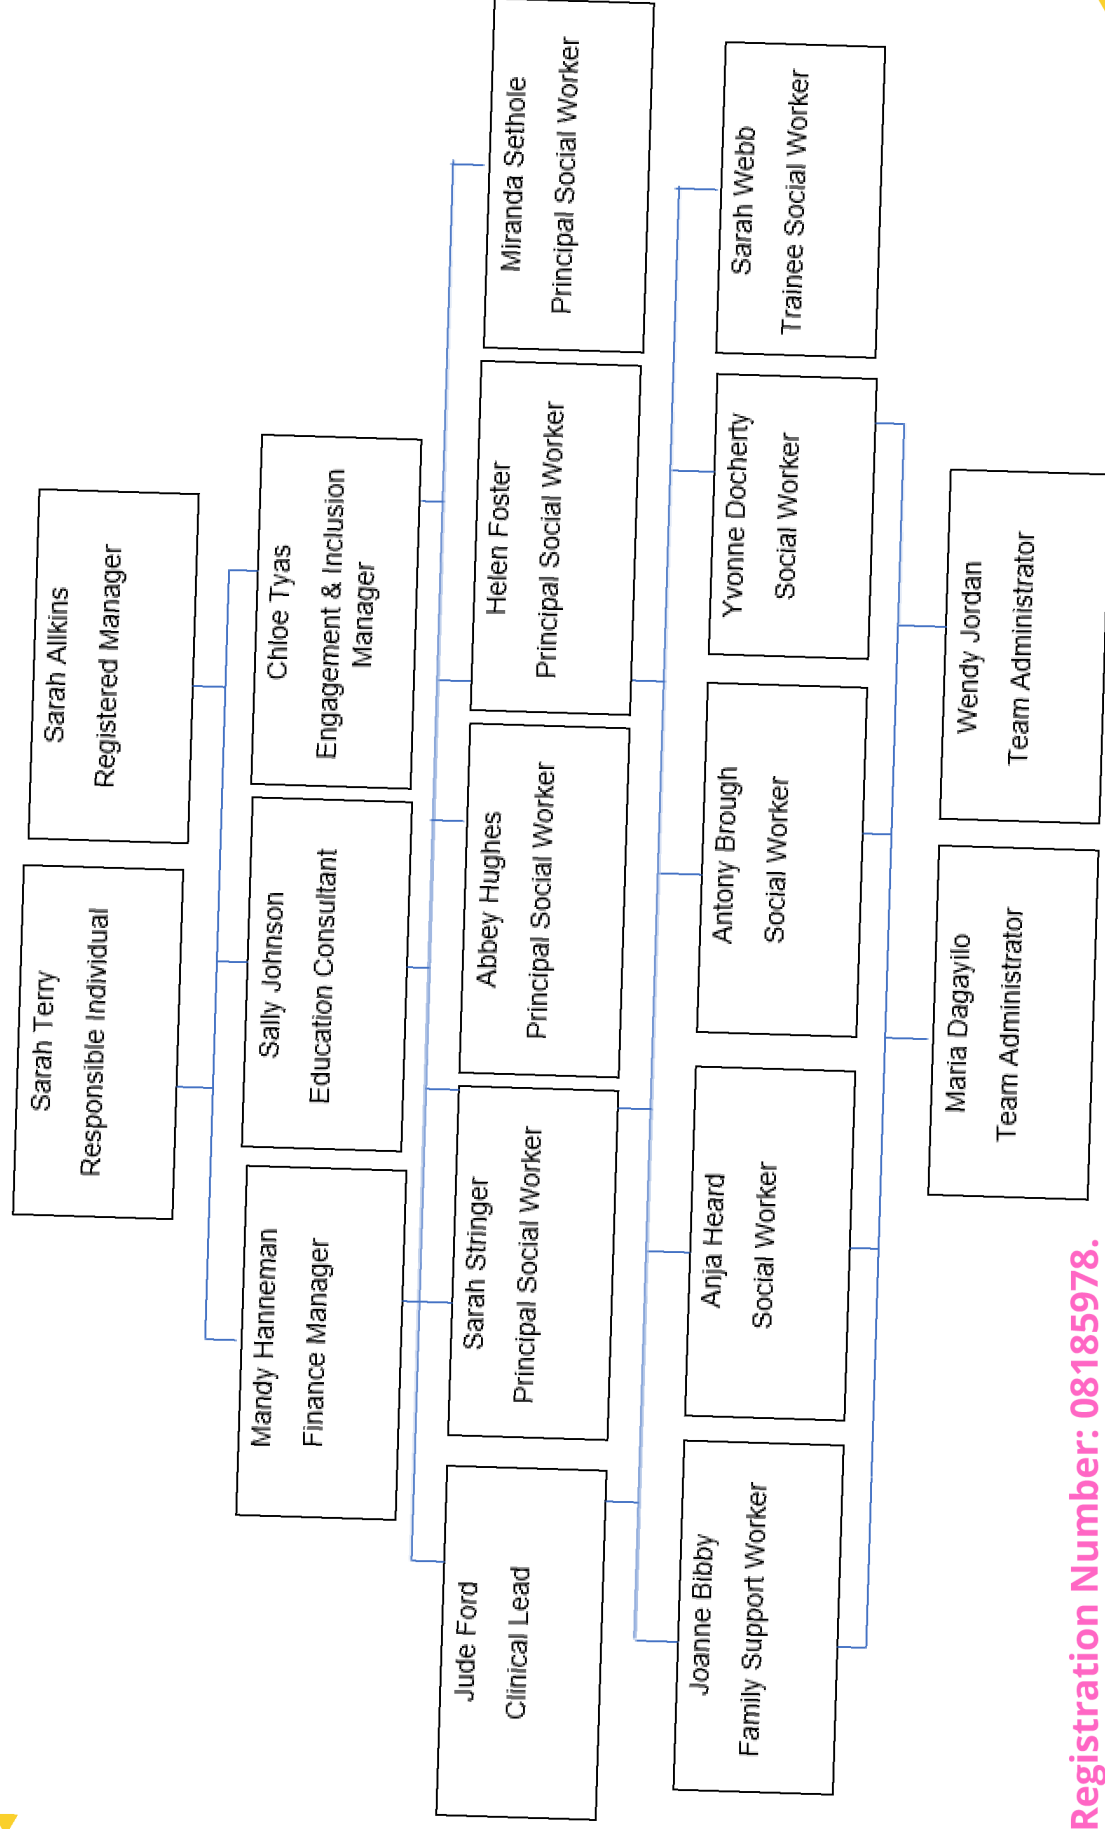 Sarah Terry
Responsible Individual
Sarah Allkins
Registered Manager
Mandy Hanneman
Finance Manager
Sally Johnson
Education Consultant
Chloe Tyas
Engagement & Inclusion
Manager
Jude Ford
Clinical Lead
Sarah Stringer
Principal Social Worker
Abbey Hughes
Principal Social Worker
Helen Foster
Principal Social Worker
Miranda Sethole
Principal Social Worker
Joanne Bibby
Family Support Worker
Anja Heard
Social Worker
Antony Brough
Social Worker
Yvonne Docherty
Social Worker
Sarah Webb
Trainee Social Worker
Maria Dagayilo
Team Administrator
Wendy Jordan
Team Administrator
Registration Number: 08185978.